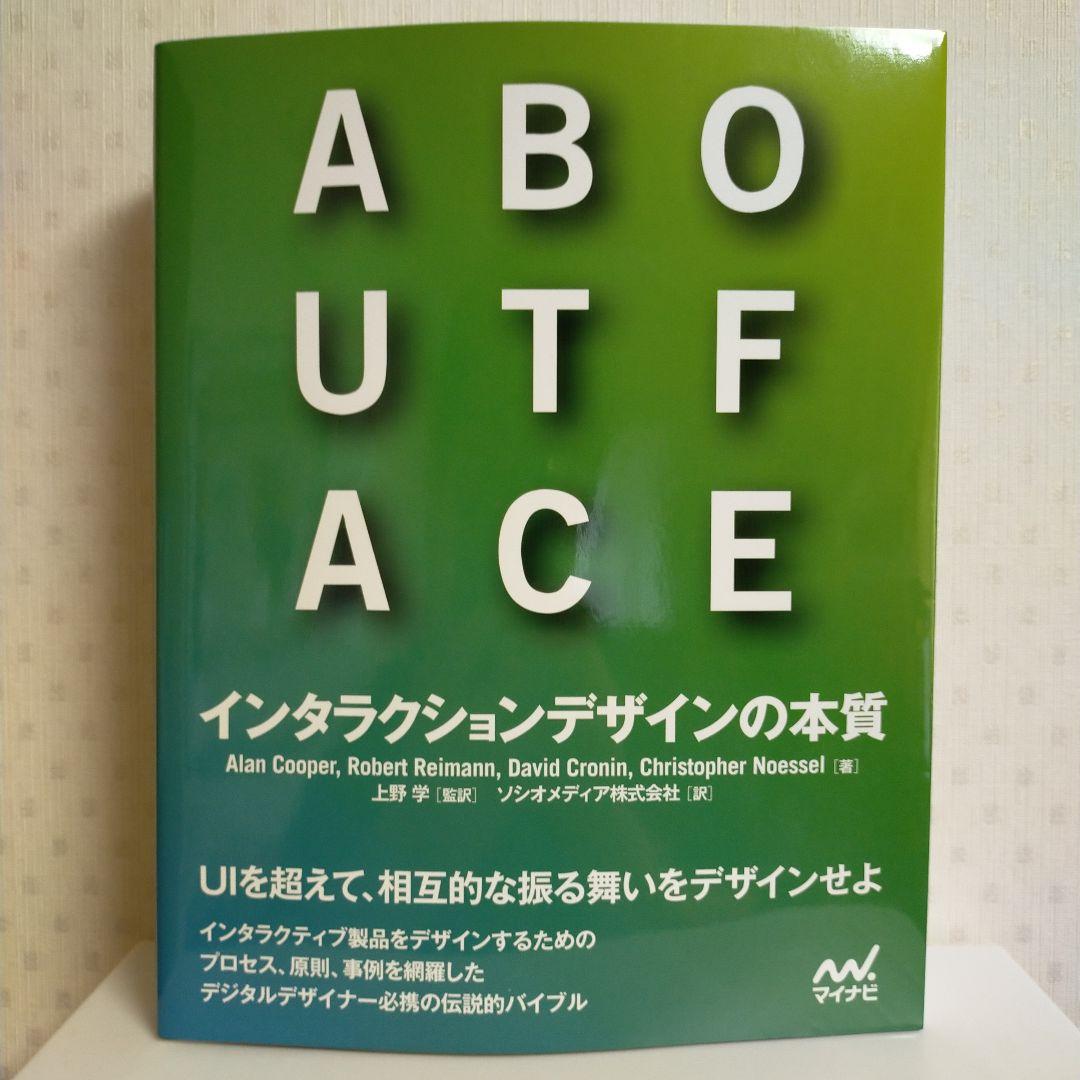 A B O
U T F
A C E
インタラクションデザインの本質
Alan Cooper, Robert Reimann, David Cronin, Christopher Noessel [著]
上野 学[監訳] ソシオメディア株式会社[訳]
UIを超えて、相互的な振る舞いをデザインせよ
インタラクティブ製品をデザインするための
プロセス、原則、事例を網羅した
デジタルデザイナー必携の伝説的バイブル
マイナビ